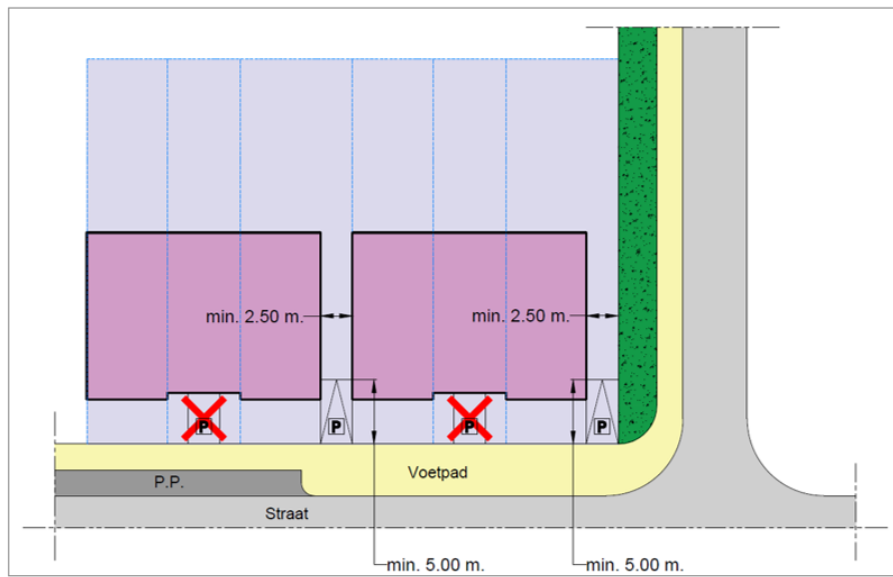 min. 2.50 m.
min. 2.50 m.
P
P
P
P
Voetpad
P.P.
Straat
min. 5.00 m.
min. 5.00 m.